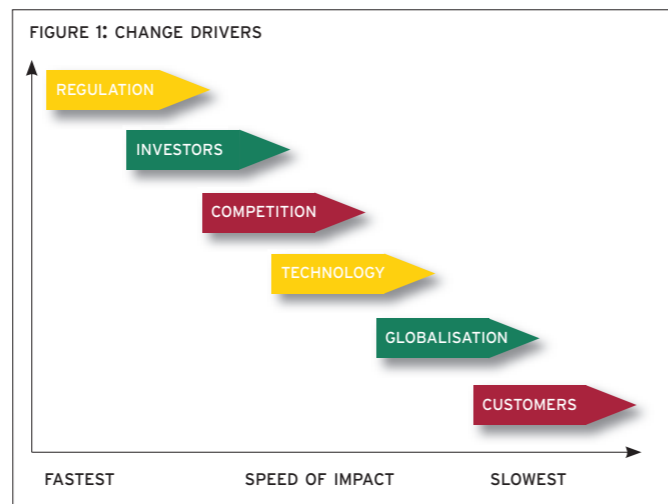 FIGURE 1: CHANGE DRIVERS
REGULATION
INVESTORS
COMPETITION
TECHNOLOGY
GLOBALISATION
CUSTOMERS
FASTEST SPEED OF IMPACT SLOWEST